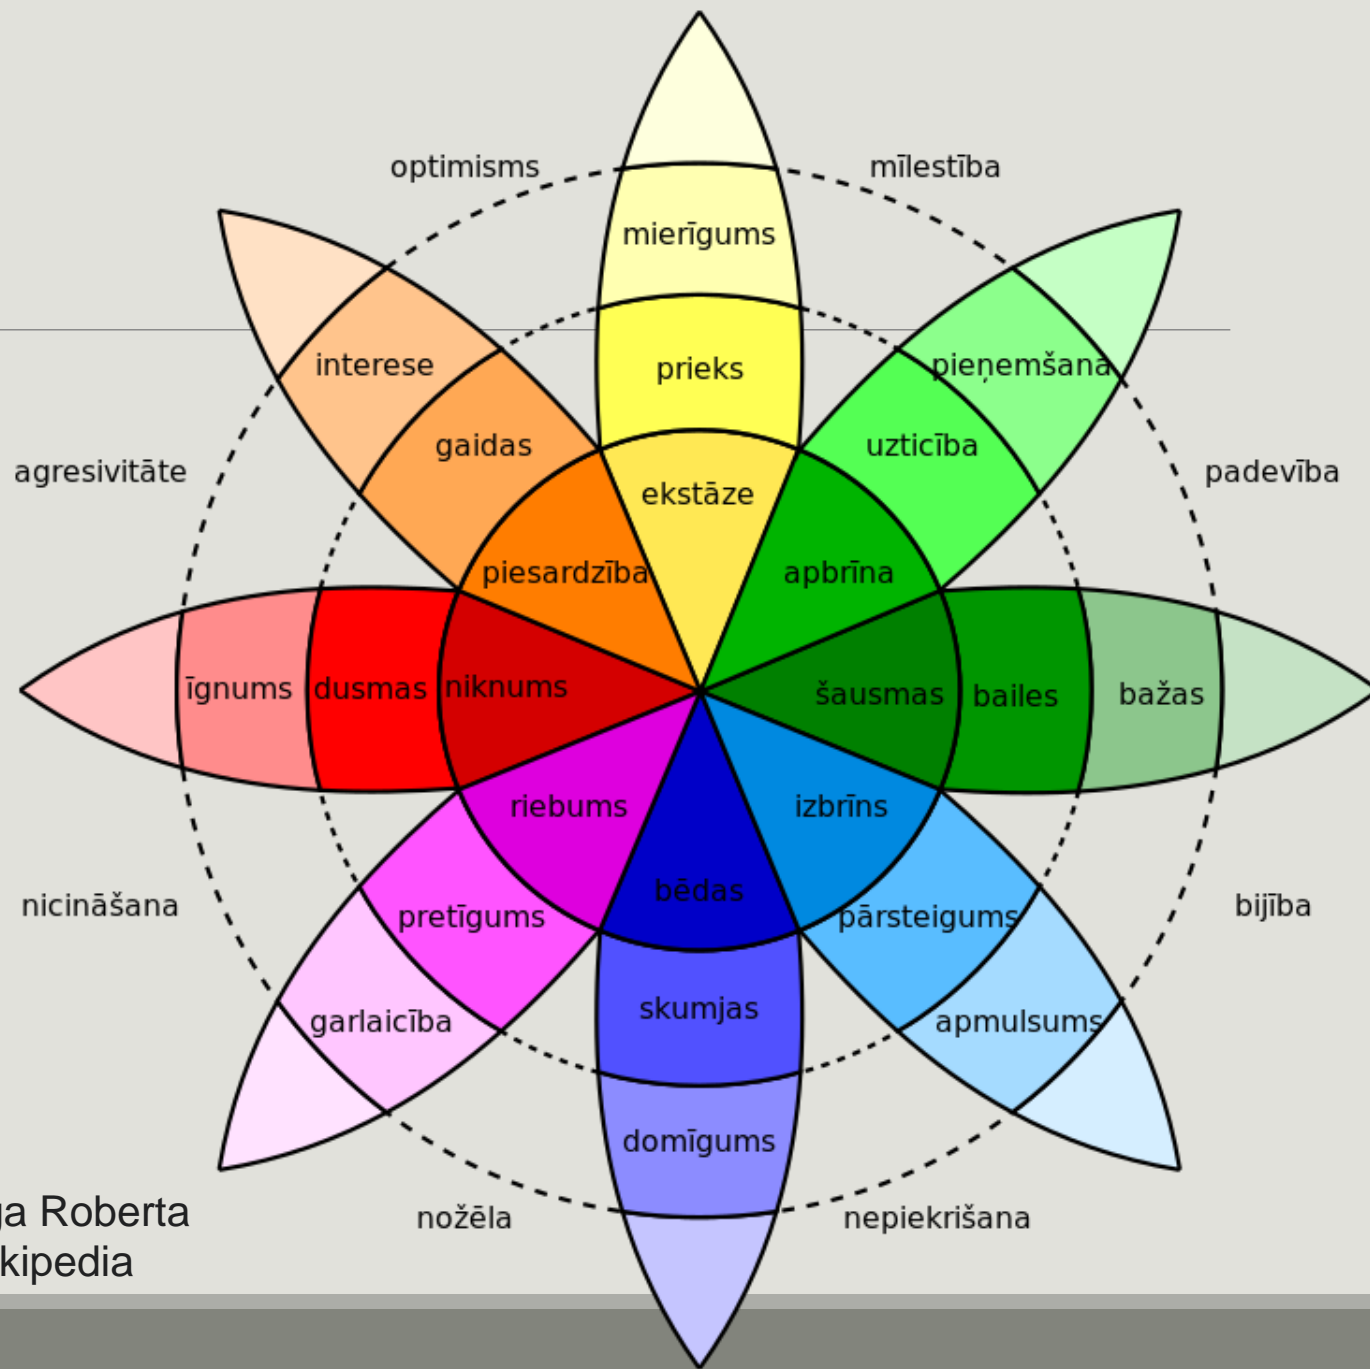 optimisms
mīlestība
mierīgums
interese
prieks
pieņemšana
gaidas
uzticība
agresivitāte
padevība
ekstāze
piesardzība
apbrīna
īgnums
dusmas
niknums
šausmas
bailes
bažas
riebums
izbrīns
bēdas
nicināšana
pretīgums
pārsteigums
bijība
skumjas
garlaicība
apmulsums
domīgums
nožēla
nepiekrišana
ga Roberta
kipedia